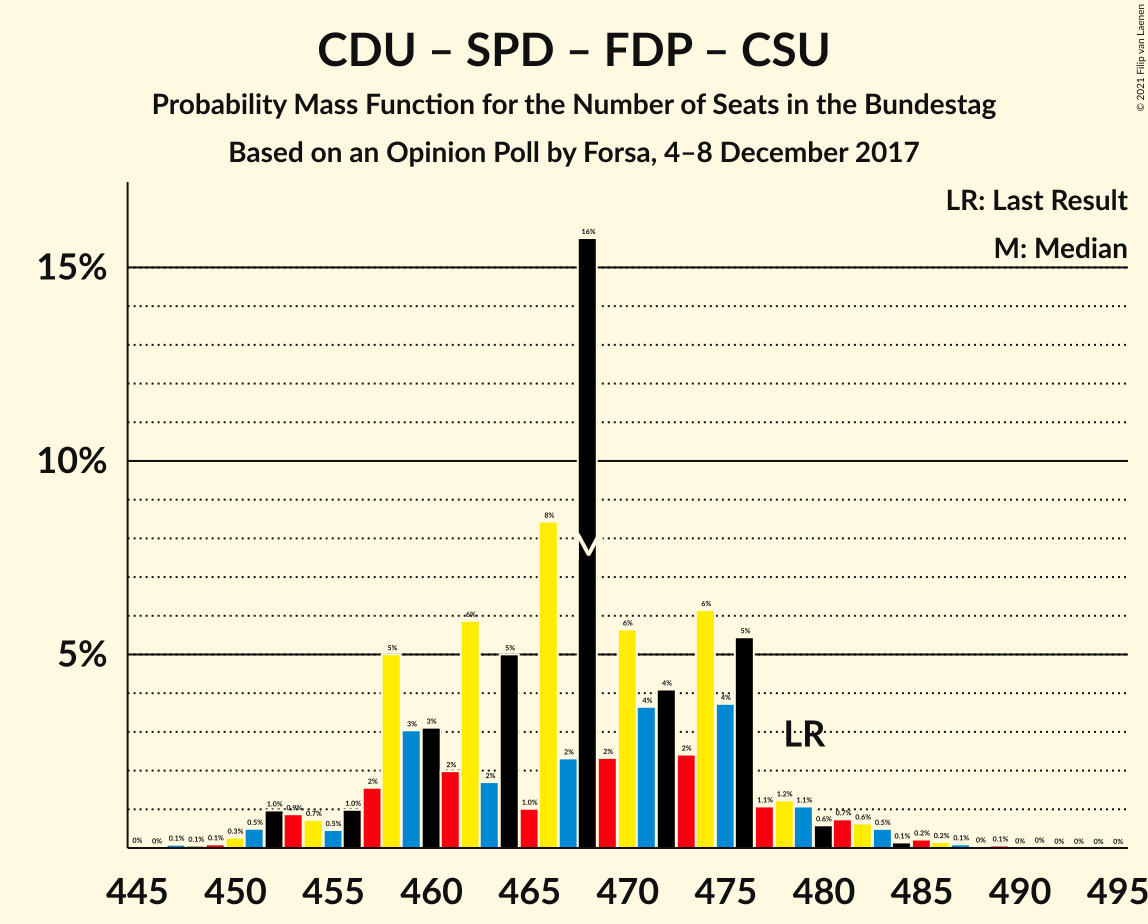 © 2021 Filip van Laenen
CDU – SPD – FDP – CSU
Probability Mass Function for the Number of Seats in the Bundestag
Based on an Opinion Poll by Forsa, 4–8 December 2017
LR: Last Result
M: Median
15%
10%
5%
0% 0% 0.1% 0.1% 0.1% 0.3% 0.5% 1.0% 0.9% 0.7% 0.5% 1.0% 2% 5% 3% 3% 2% 6% 2% 5% 1.0% 8% 2% 16% 2% 6% 4% 4% 2% 6% 4% 5% 1.1% 1.2% 1.1% 0.6% 0.7% 0.6% 0.5% 0.1% 0.2% 0.2% 0.1% 0% 0.1% 0% 0% 0% 0% 0% 0%
LR
445 450 455 460 465 470 475 480 485 490 495